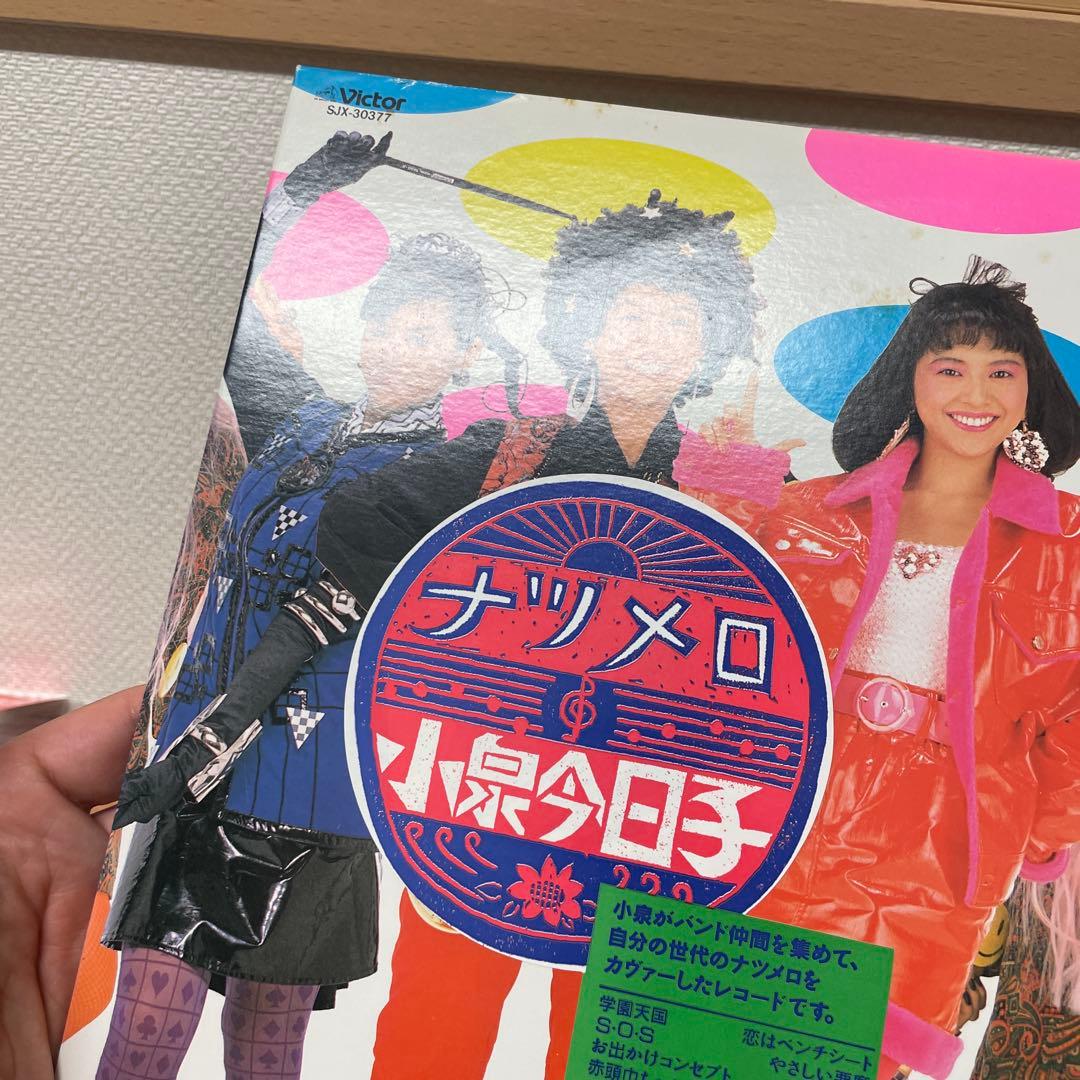 Victor
SJX-30377
ナツメロ
小泉今日子
小泉がバンド仲間を集めて、
自分の世代のナツメロを
カヴァーしたレコードです。
学園天国
S・O・S
お出かけコンセプト
赤頭巾
恋はベンチシート
やさしい悪魔